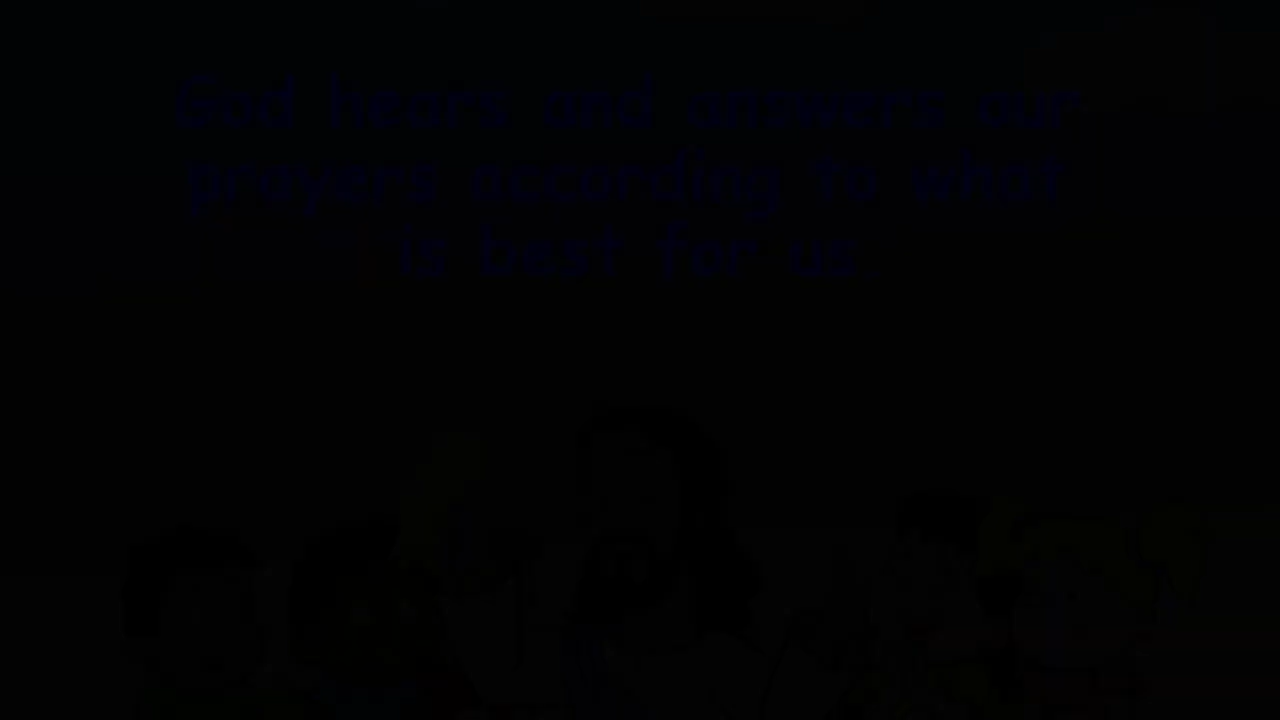 God hears and answers our
prayers according to what
is best for us.